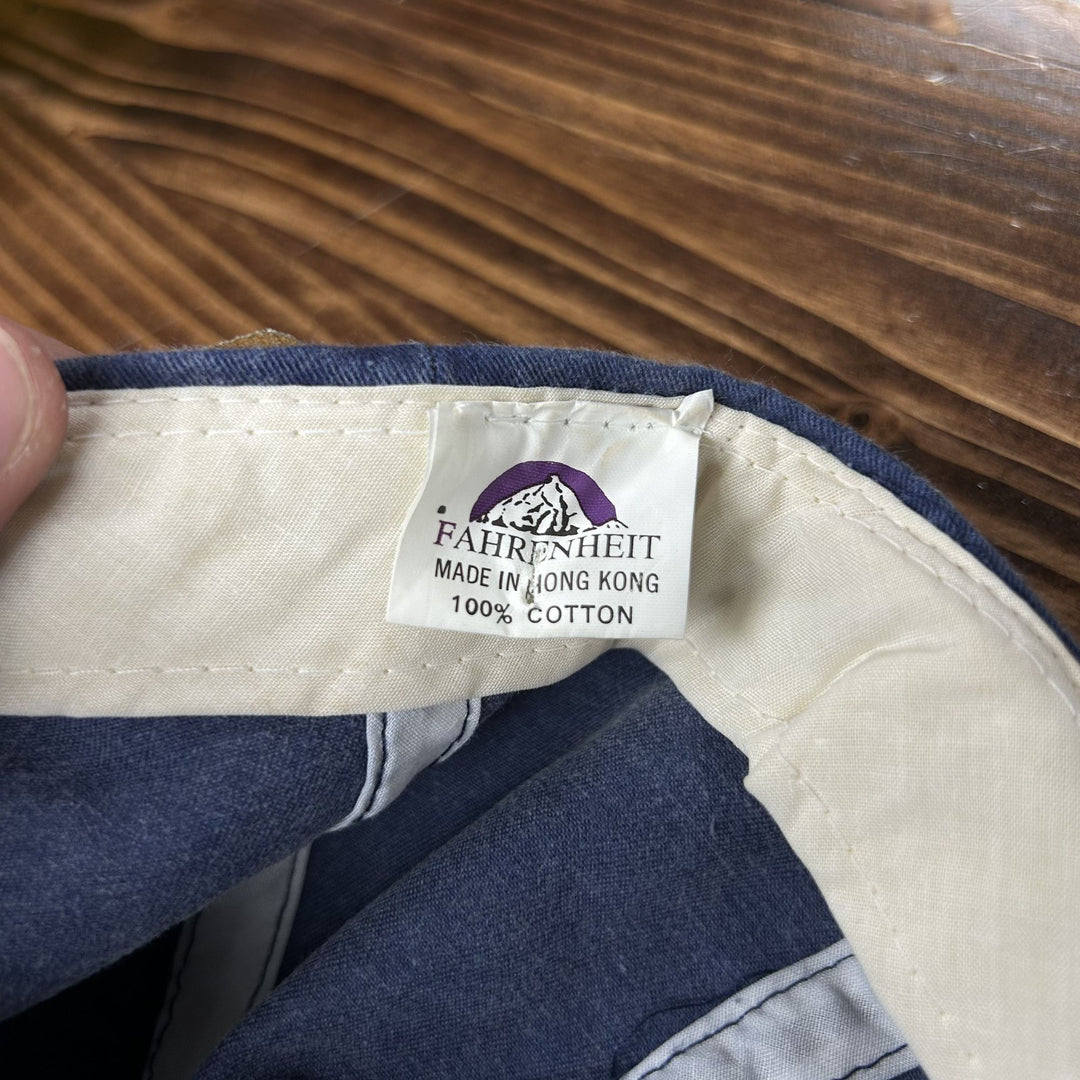 FAHRENHEIT
MADE IN HONG KONG
100% COTTON